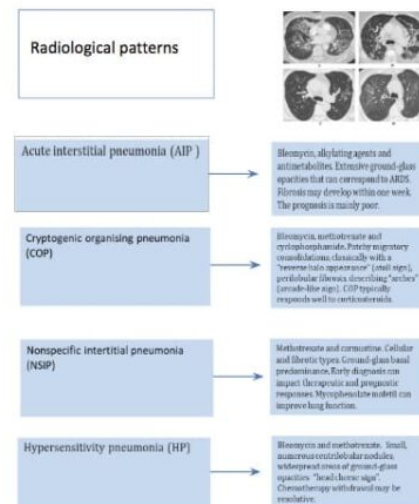 Radiological patterns
Acute interstitial pneumonia (AIP )
Bleomycin, alkylating agents and
antimetabolites. Extensive ground-glass
opacities that can correspond to ARDS.
Fibrosis may develop within one week.
The prognosis is mainly poor.
Cryptogenic organising pneumonia
(COP)
Bleomycin, methotrexate and
cyclophosphamide. Patchy migratory
consolidations, classically with a
"reverse halo appearance" (atoll sign),
perilobular fibrosis, describing "arches"
(arcade-like sign). COP typically
responds well to corticosteroids.
Nonspecific intertitial pneumonia
(NSIP)
Methotrexate and carmustine. Cellular
and fibrotic types. Ground-glass basal
predominance. Early diagnosis can
impact therapeutic and prognostic
responses. Mycophenolate mofetil can
improve lung function.
Hypersensitivity pneumonia (HP)
Bleomycin and methotrexate. Small,
numerous centrilobular nodules,
widespread areas of ground-glass
opacities "head cheese sign".
Chemotherapy withdrawal may be
resolutive.